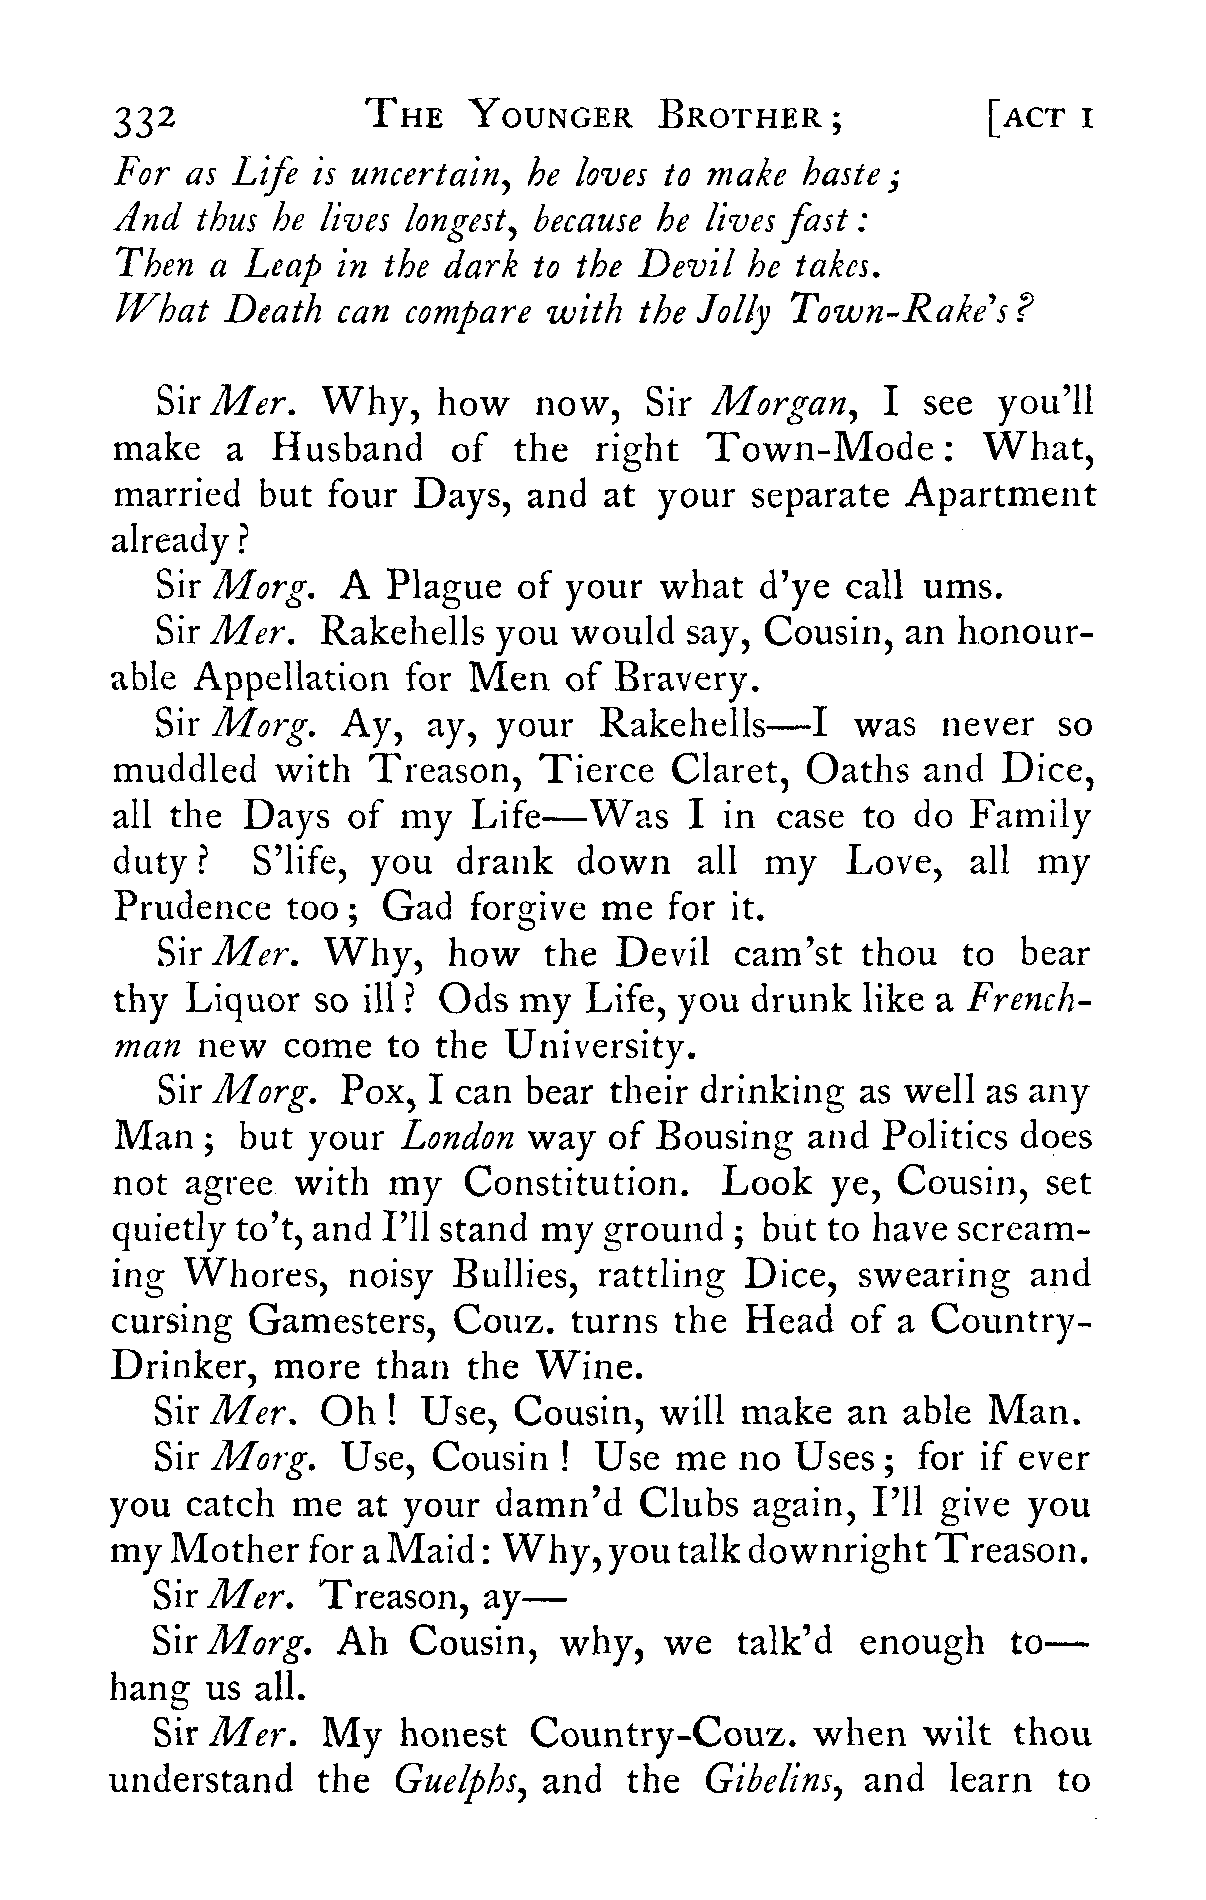 332 THE YOUNGER BROTHER; [ACT I
For as Life is uncertain, he loves to make haste;
And thus he lives longest, because he lives fast:
Then a Leap in the dark to the Devil he takes.
What Death can compare with the Jolly Town-Rake's?
Sir Mer. Why, how now, Sir Morgan, I see you'll
make a Husband of the right Town-Mode: What,
married but four Days, and at your separate Apartment
already?
Sir Morg. A Plague of your what d'ye call ums.
Sir Mer. Rakehells you would say, Cousin, an honour-
able Appellation for Men of Bravery.
Sir Morg. Ay, ay, your Rakehells—I was never so
muddled with Treason, Tierce Claret, Oaths and Dice,
all the Days of my Life—Was I in case to do Family
duty? S'life, you drank down all my Love, all my
Prudence too; Gad forgive me for it.
Sir Mer. Why, how the Devil cam'st thou to bear
thy Liquor so ill? Ods my Life, you drunk like a French-
man new come to the University.
Sir Morg. Pox, I can bear their drinking as well as any
Man; but your London way of Bousing and Politics does
not agree with my Constitution. Look ye, Cousin, set
quietly to't, and I'll stand my ground; but to have scream-
ing Whores, noisy Bullies, rattling Dice, swearing and
cursing Gamesters, Couz. turns the Head of a Country-
Drinker, more than the Wine.
Sir Mer. Oh! Use, Cousin, will make an able Man.
Sir Morg. Use, Cousin! Use me no Uses; for if ever
you catch me at your damn'd Clubs again, I'll give you
my Mother for a Maid: Why, you talk downright Treason.
Sir Mer. Treason, ay—
Sir Morg. Ah Cousin, why, we talk'd enough to—
hang us all.
Sir Mer. My honest Country-Couz. when wilt thou
understand the Guelphs, and the Gibelins, and learn to